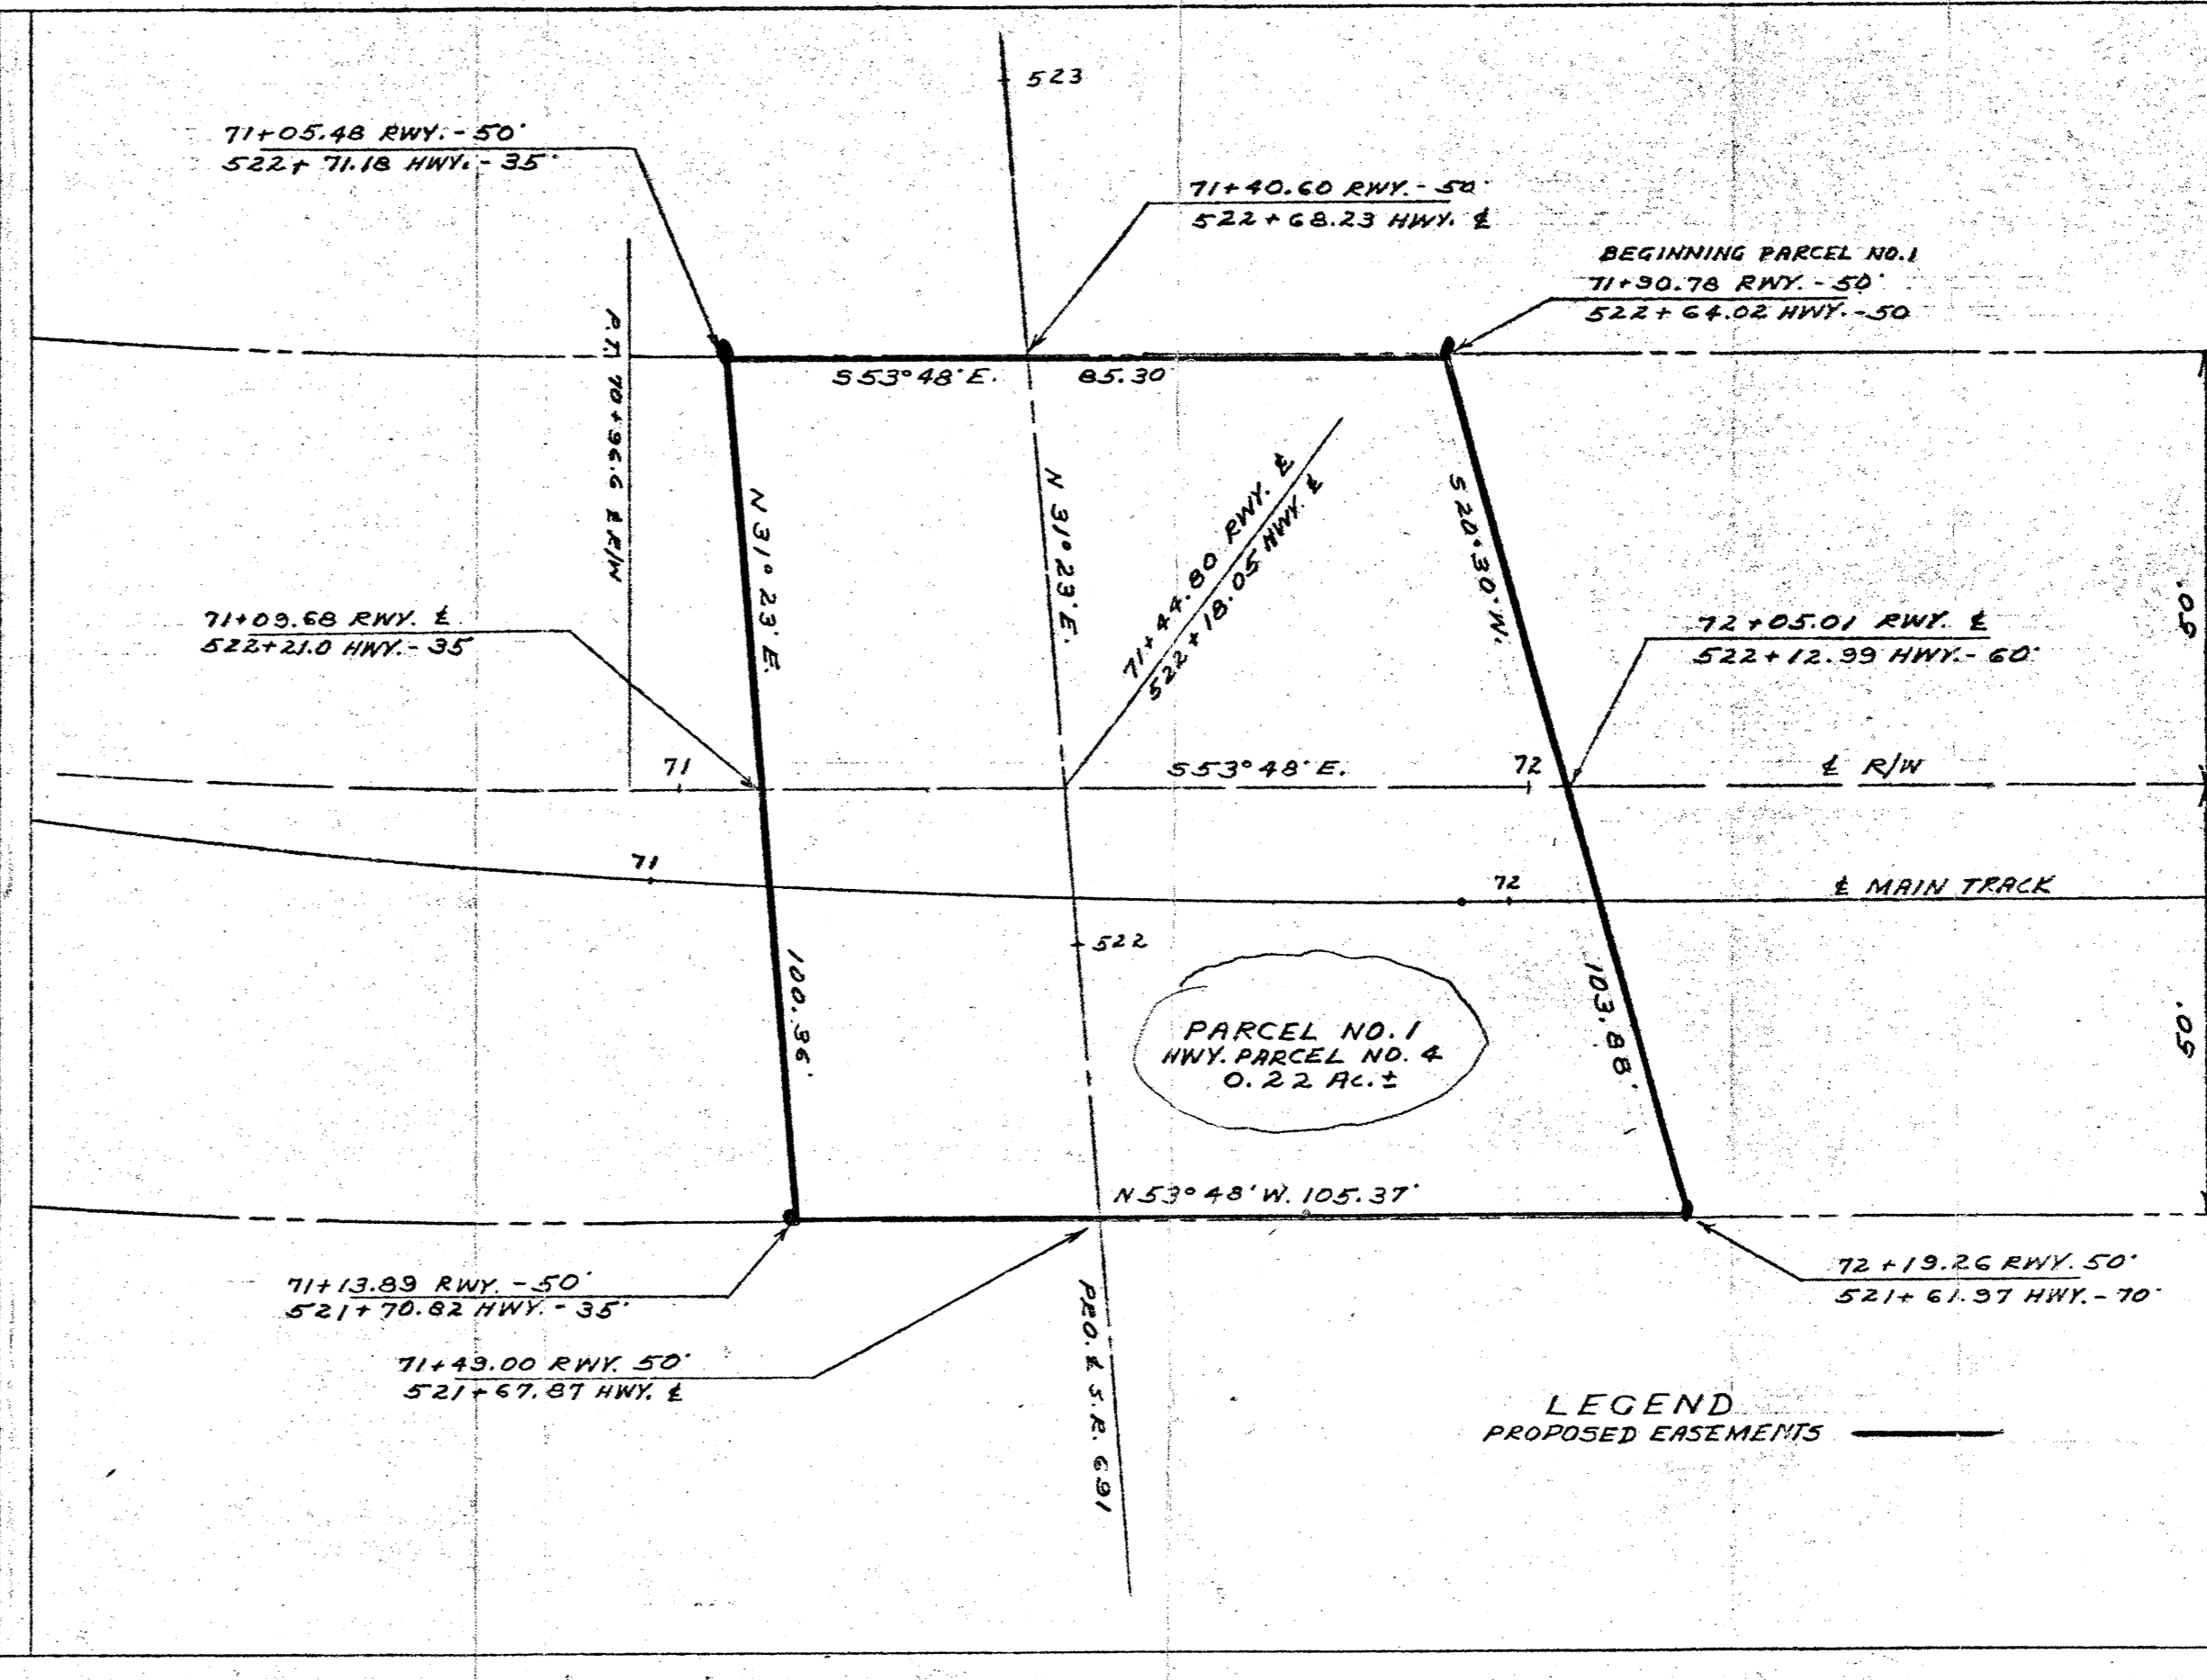 523
71+05.48 RWY. - 50'
522+71.18 HWY. - 35'
71+40.60 RWY. - 50'
522+68.23 HWY. ℄
BEGINNING PARCEL NO. 1
71+90.78 RWY. - 50'
522+64.02 HWY. - 50
S53°48'E. 85.30'
P.T. 70+96.6 ℄ R/W
N 31° 23' E.
N 31° 23' E.
71+44.80 RWY. ℄
522+18.05 HWY. ℄
S 20° 30' W.
50'
71+09.68 RWY. ℄
522+21.0 HWY. - 35
72+05.01 RWY. ℄
522+12.99 HWY. - 60'
71
S53°48'E.
72
℄ R/W
71
72
℄ MAIN TRACK
522
100.96'
103.88'
50'
PARCEL NO. 1
HWY. PARCEL NO. 4
0.22 AC. ±
N 53° 48' W. 105.37'
71+13.89 RWY. - 50'
521+70.82 HWY. - 35'
72+19.26 RWY. 50'
521+61.97 HWY. - 70'
71+49.00 RWY. 50'
521+67.87 HWY. ℄
PRO. ℄ S.R. 691
LEGEND
PROPOSED EASEMENTS